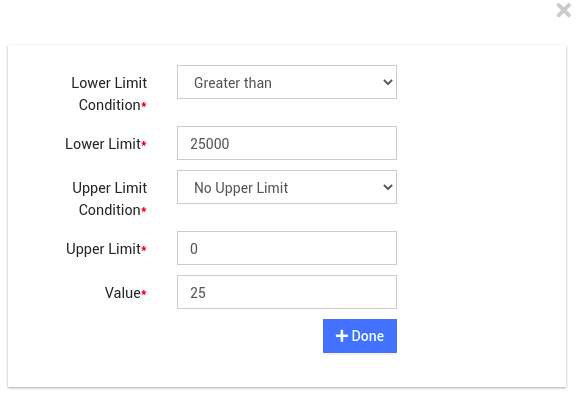 Lower Limit
Condition*
Greater than
Lower Limit*
25000
Upper Limit
Condition*
No Upper Limit
Upper Limit*
0
Value*
25
Done